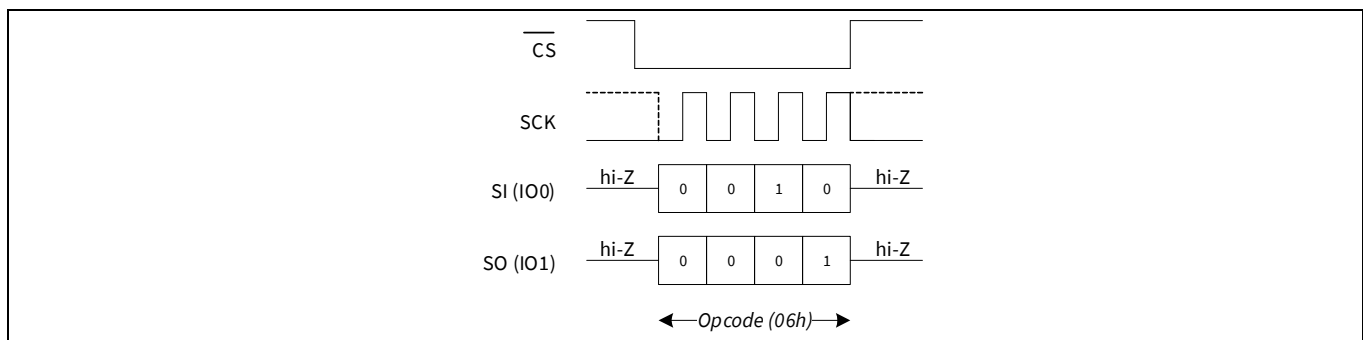 CS
SCK
hi-Z 0 0 1 0 hi-Z
SI (IO0)
hi-Z 0 0 0 1 hi-Z
SO (IO1)
Opcode (06h)